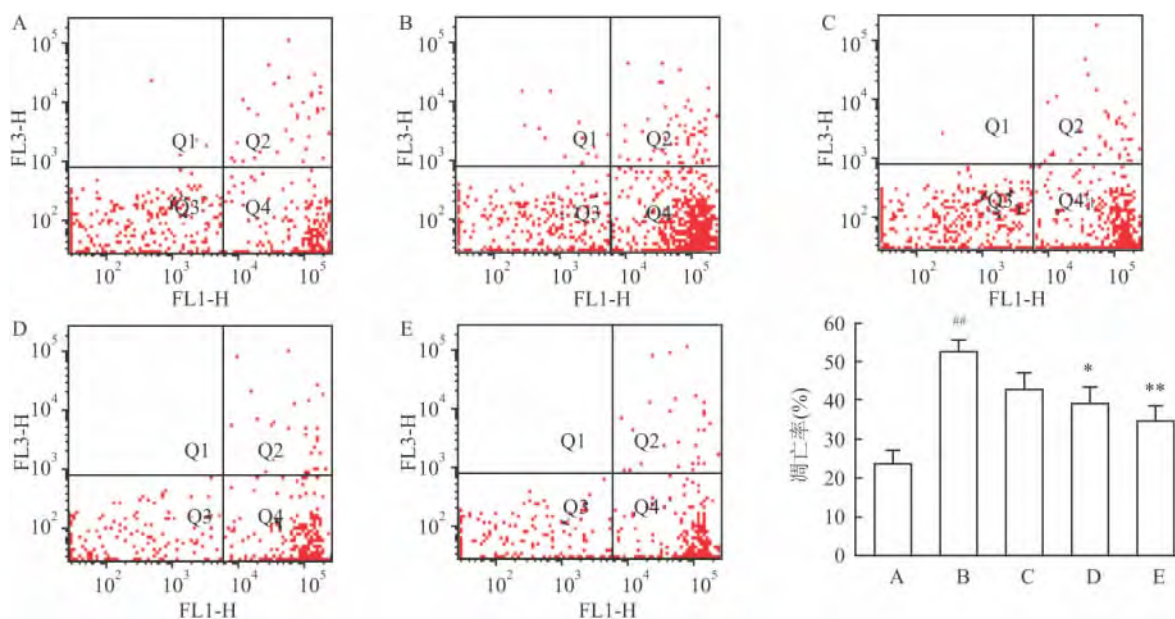 A
FL3-H
10⁵
10⁴
10³
10²
Q1
Q2
Q3
Q4
10² 10³ 10⁴ 10⁵
FL1-H
B
FL3-H
10⁵
10⁴
10³
10²
Q1
Q2
Q3
Q4
10² 10³ 10⁴ 10⁵
FL1-H
C
FL3-H
10⁵
10⁴
10³
10²
Q1
Q2
Q3
Q4
10² 10³ 10⁴ 10⁵
FL1-H
D
FL3-H
10⁵
10⁴
10³
10²
Q1
Q2
Q3
Q4
10² 10³ 10⁴ 10⁵
FL1-H
E
FL3-H
10⁵
10⁴
10³
10²
Q1
Q2
Q3
Q4
10² 10³ 10⁴ 10⁵
FL1-H
凋亡率(%)
60
50
40
30
20
10
0
##
*
**
A B C D E